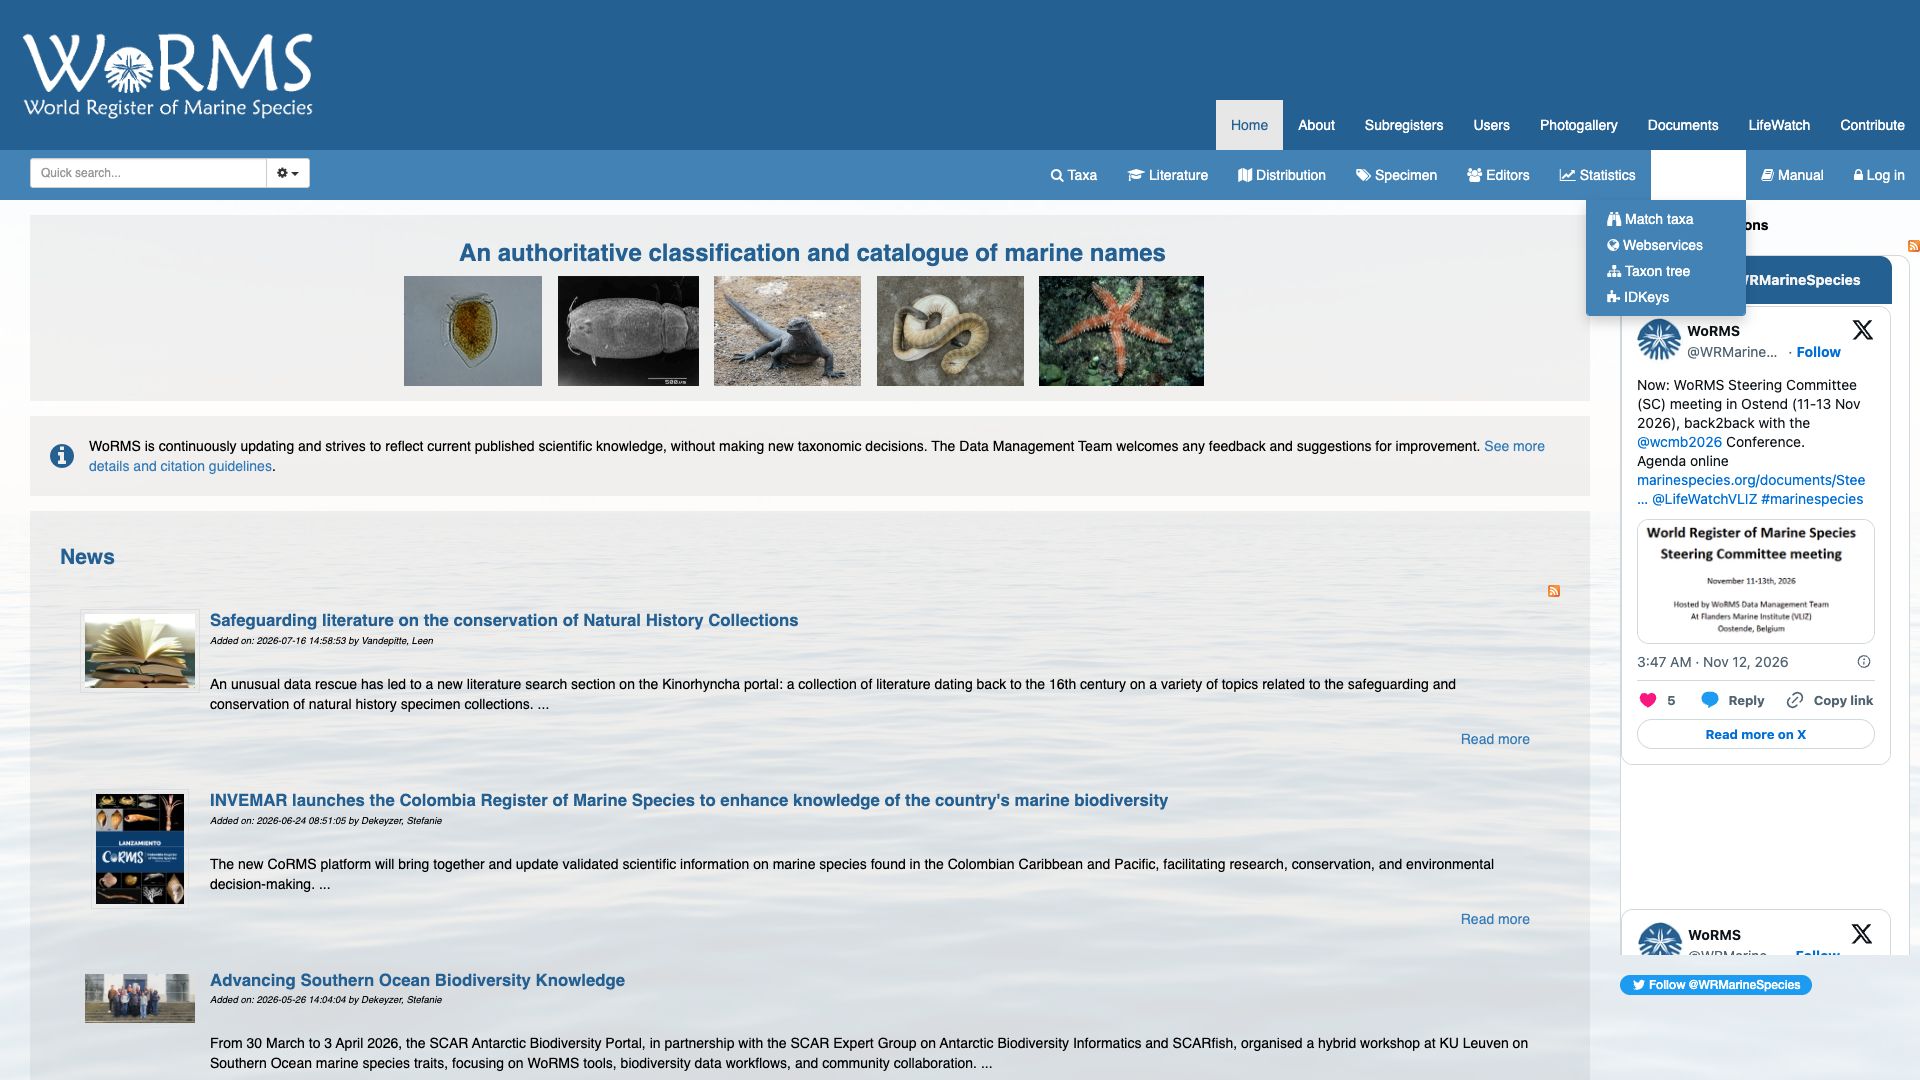 WoRMS
World Register of Marine Species
Home About Subregisters Users Photogallery Documents LifeWatch Contribute
Quick search...
Taxa Literature Distribution Specimen Editors Statistics Manual Log in
Match taxa
Webservices
Taxon tree
IDKeys
ons
WRMarineSpecies
An authoritative classification and catalogue of marine names
500µs
WoRMS is continuously updating and strives to reflect current published scientific knowledge, without making new taxonomic decisions. The Data Management Team welcomes any feedback and suggestions for improvement. See more
details and citation guidelines.
News
Safeguarding literature on the conservation of Natural History Collections
Added on: 2026-07-16 14:58:53 by Vandepitte, Leen
An unusual data rescue has led to a new literature search section on the Kinorhyncha portal: a collection of literature dating back to the 16th century on a variety of topics related to the safeguarding and
conservation of natural history specimen collections. ...
Read more
LANZAMIENTO
CoRMS
INVEMAR launches the Colombia Register of Marine Species to enhance knowledge of the country's marine biodiversity
Added on: 2026-06-24 08:51:05 by Dekeyzer, Stefanie
The new CoRMS platform will bring together and update validated scientific information on marine species found in the Colombian Caribbean and Pacific, facilitating research, conservation, and environmental
decision-making. ...
Read more
Advancing Southern Ocean Biodiversity Knowledge
Added on: 2026-05-26 14:04:04 by Dekeyzer, Stefanie
From 30 March to 3 April 2026, the SCAR Antarctic Biodiversity Portal, in partnership with the SCAR Expert Group on Antarctic Biodiversity Informatics and SCARfish, organised a hybrid workshop at KU Leuven on
Southern Ocean marine species traits, focusing on WoRMS tools, biodiversity data workflows, and community collaboration. ...
WoRMS
@WRMarine... · Follow
Now: WoRMS Steering Committee
(SC) meeting in Ostend (11-13 Nov
2026), back2back with the
@wcmb2026 Conference.
Agenda online
marinespecies.org/documents/Stee
... @LifeWatchVLIZ #marinespecies
World Register of Marine Species
Steering Committee meeting
November 11-13th, 2026
Hosted by WoRMS Data Management Team
At Flanders Marine Institute (VLIZ)
Oostende, Belgium
3:47 AM · Nov 12, 2026
5 Reply Copy link
Read more on X
WoRMS
@WRMarine... · Follow
Follow @WRMarineSpecies